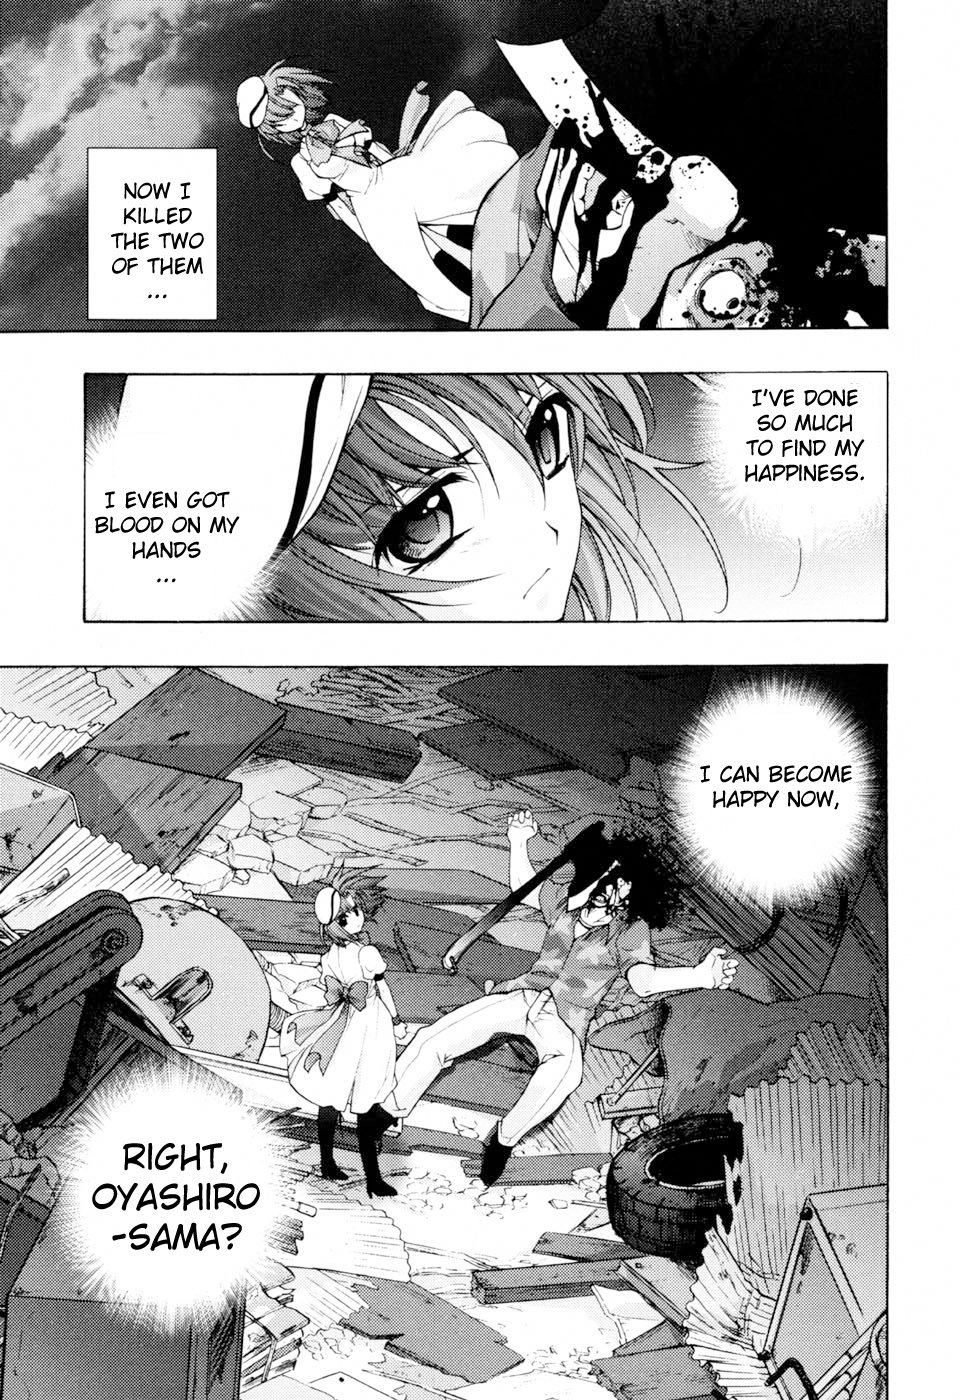 NOW I
KILLED
THE TWO
OF THEM
...
I'VE DONE
SO MUCH
TO FIND MY
HAPPINESS.
I EVEN GOT
BLOOD ON MY
HANDS
...
I CAN BECOME
HAPPY NOW,
RIGHT,
OYASHIRO
-SAMA?